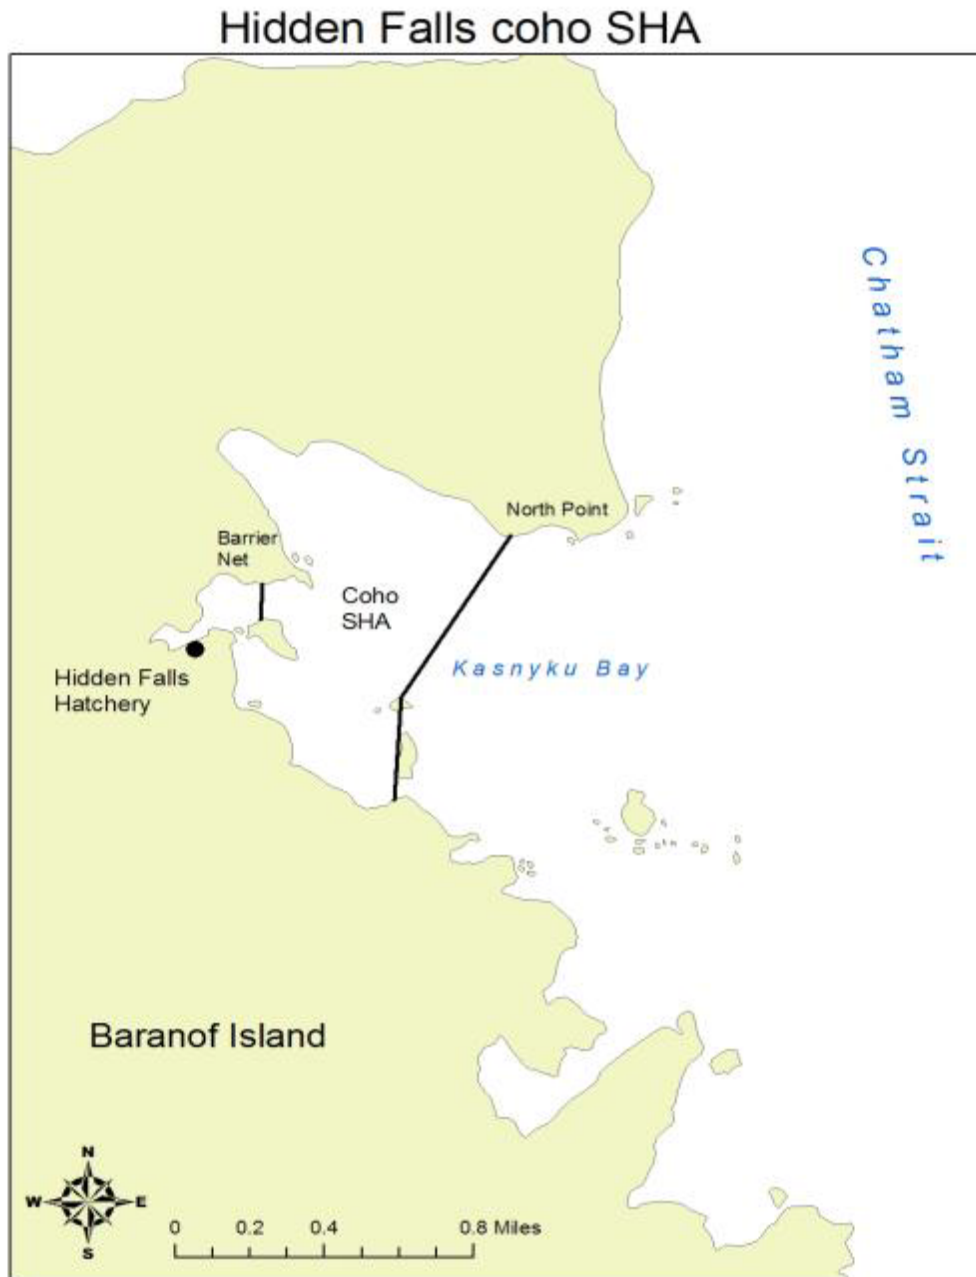 Hidden Falls coho SHA
Chatham Strait
North Point
Barrier
Net
Coho
SHA
Kasnyku Bay
Hidden Falls
Hatchery
Baranof Island
N
W E
S
0 0.2 0.4 0.8 Miles